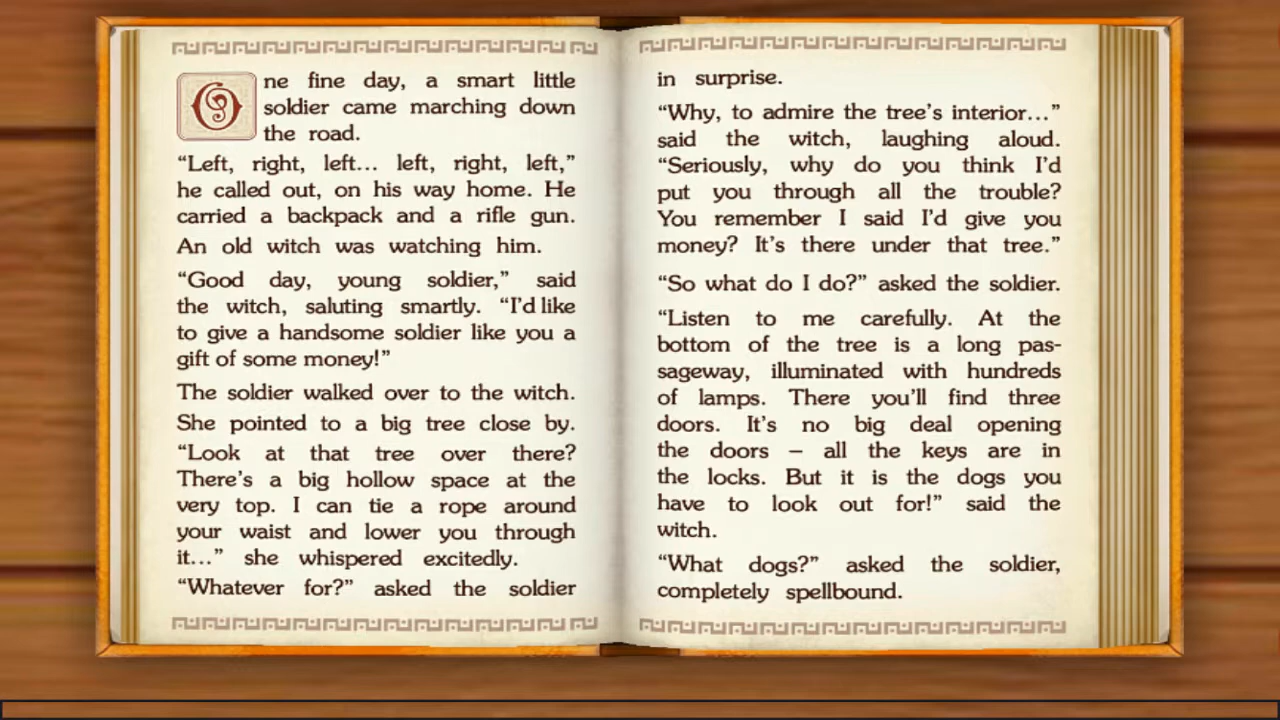 One fine day, a smart little
soldier came marching down
the road.
“Left, right, left... left, right, left,”
he called out, on his way home. He
carried a backpack and a rifle gun.
An old witch was watching him.
“Good day, young soldier,” said
the witch, saluting smartly. “I’d like
to give a handsome soldier like you a
gift of some money!”
The soldier walked over to the witch.
She pointed to a big tree close by.
“Look at that tree over there?
There’s a big hollow space at the
very top. I can tie a rope around
your waist and lower you through
it...” she whispered excitedly.
“Whatever for?” asked the soldier
in surprise.
“Why, to admire the tree’s interior...”
said the witch, laughing aloud.
“Seriously, why do you think I’d
put you through all the trouble?
You remember I said I’d give you
money? It’s there under that tree.”
“So what do I do?” asked the soldier.
“Listen to me carefully. At the
bottom of the tree is a long pas-
sageway, illuminated with hundreds
of lamps. There you’ll find three
doors. It’s no big deal opening
the doors – all the keys are in
the locks. But it is the dogs you
have to look out for!” said the
witch.
“What dogs?” asked the soldier,
completely spellbound.